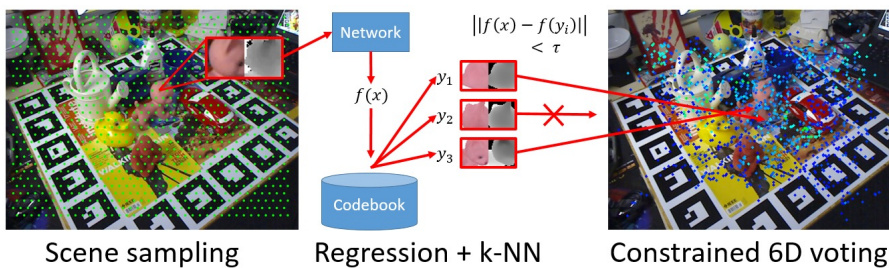 Network
||f(x) − f(y_i)||
< τ
f(x)
y_1
y_2
y_3
Codebook
Scene sampling
Regression + k-NN
Constrained 6D voting